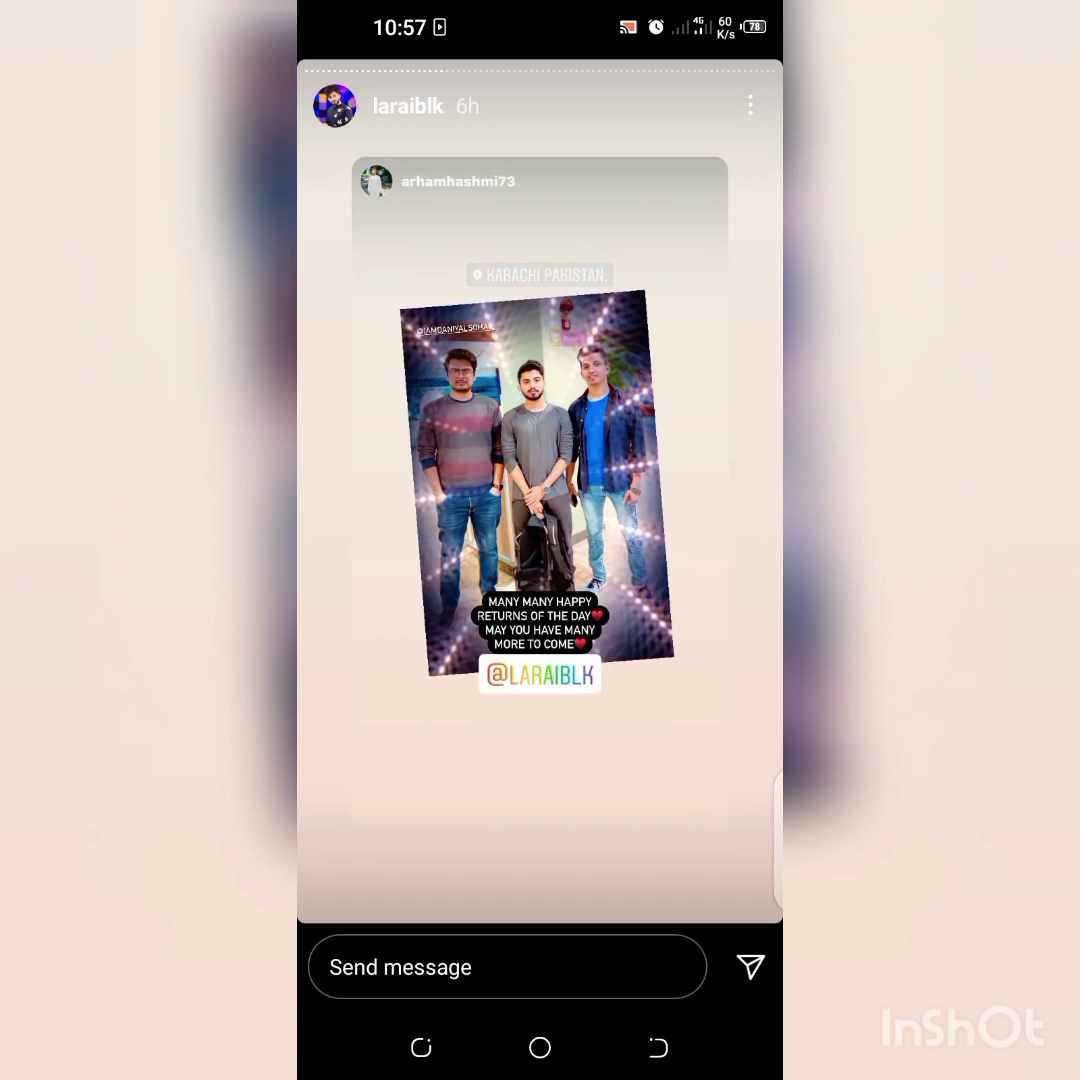 10:57
4G
60
K/s
78
laraiblk 6h
arhamhashmi73
KARACHI PAKISTAN.
@IAMDANIYALSOHAIL
MANY MANY HAPPY
RETURNS OF THE DAY❤️
MAY YOU HAVE MANY
MORE TO COME❤️
@LARAIBLK
Send message
InShOt